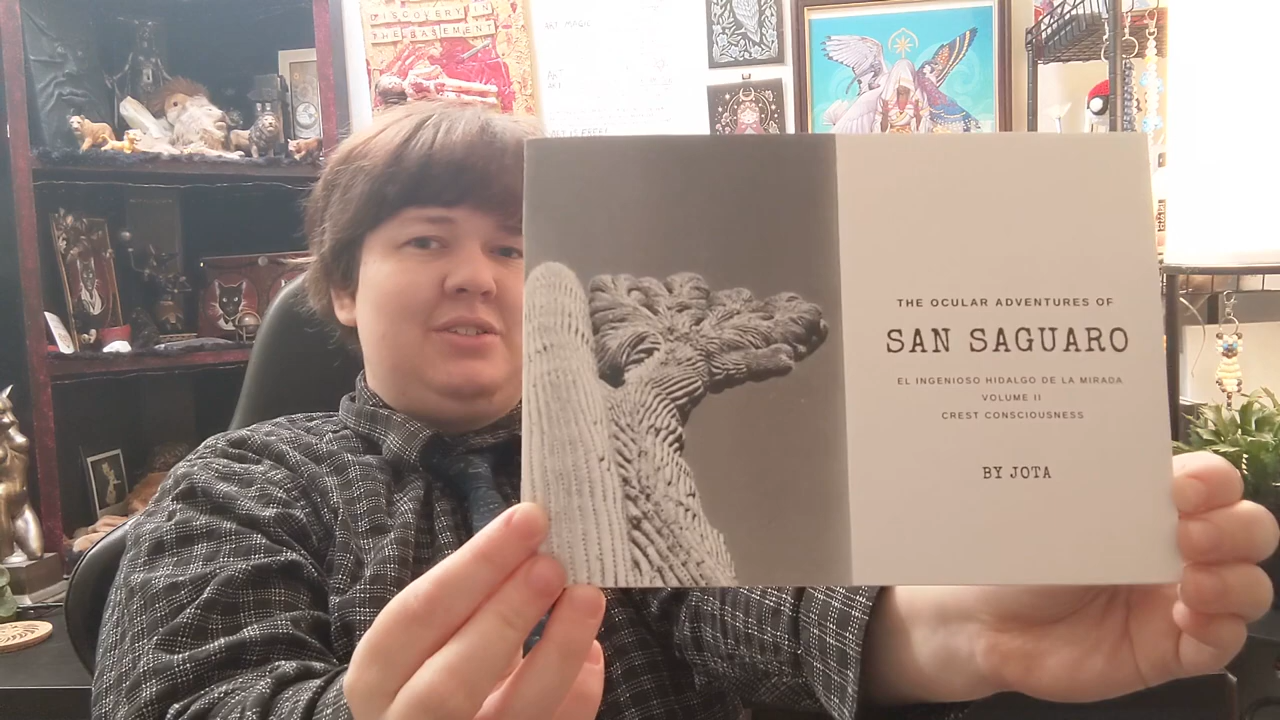 DISCOVERY IN
THE BASEMENT
THE OCULAR ADVENTURES OF
SAN SAGUARO
EL INGENIOSO HIDALGO DE LA MIRADA
VOLUME II
CREST CONSCIOUSNESS
BY JOTA